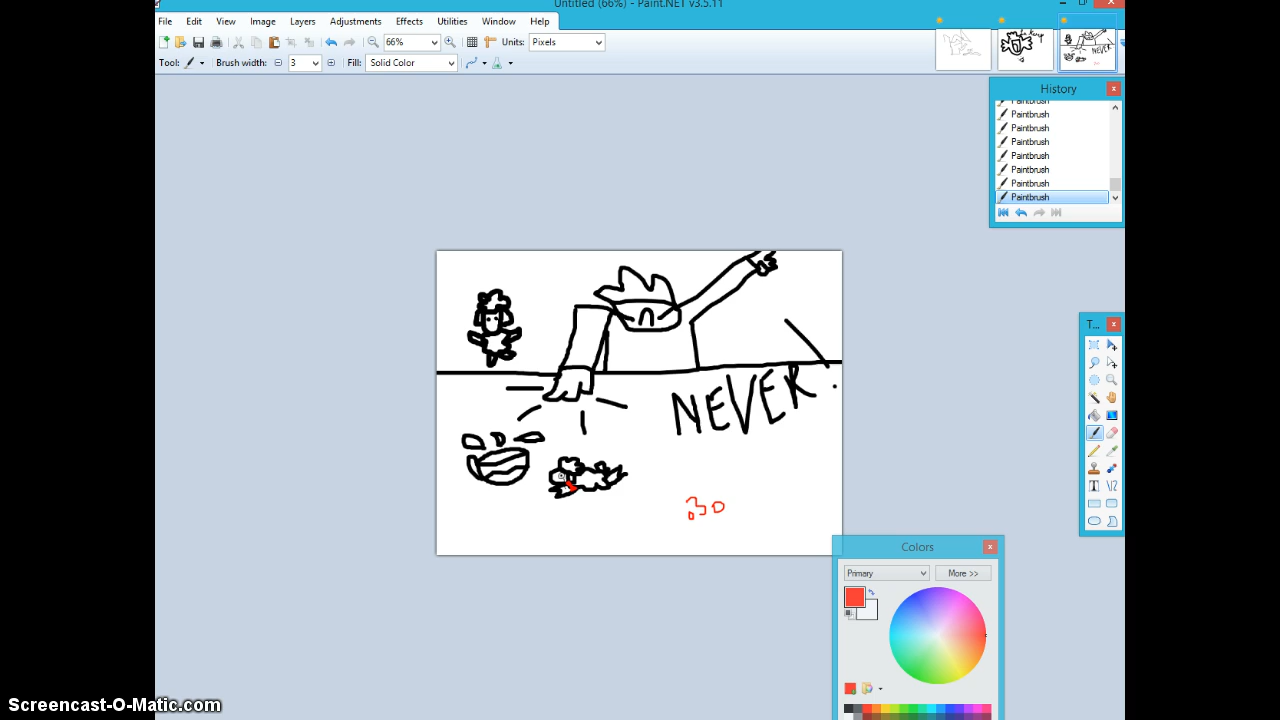 Untitled (66%) - Paint.NET v3.5.11
File Edit View Image Layers Adjustments Effects Utilities Window Help
66% Units: Pixels
Tool: Brush width: 3 Fill: Solid Color
History
Paintbrush
Paintbrush
Paintbrush
Paintbrush
Paintbrush
Paintbrush
Paintbrush
Paintbrush
T...
NEVER.
.30
Colors
Primary More >>
Screencast-O-Matic.com